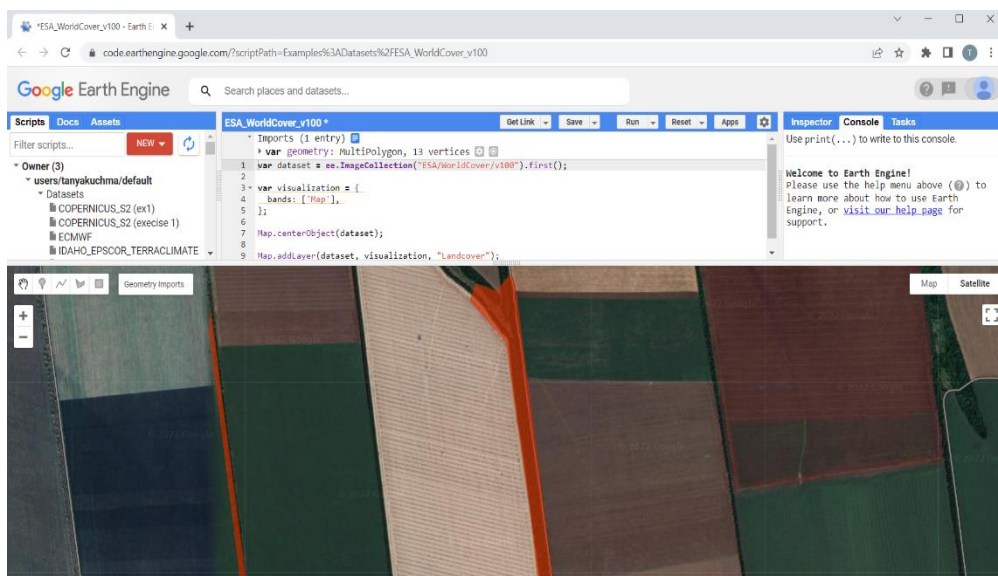 *ESA_WorldCover_v100 - Earth E
code.earthengine.google.com/?scriptPath=Examples%3ADatasets%2FESA_WorldCover_v100
T
Google Earth Engine
Search places and datasets...
Scripts Docs Assets
Filter scripts...
NEW
Owner (3)
users/tanyakuchma/default
Datasets
COPERNICUS_S2 (ex1)
COPERNICUS_S2 (execise 1)
ECMWF
IDAHO_EPSCOR_TERRACLIMATE
ESA_WorldCover_v100 *
Get Link Save Run Reset Apps
Imports (1 entry)
var geometry: MultiPolygon, 13 vertices
1 var dataset = ee.ImageCollection("ESA/WorldCover/v100").first();
2
3 var visualization = {
4 bands: ['Map'],
5 };
6
7 Map.centerObject(dataset);
8
9 Map.addLayer(dataset, visualization, "Landcover");
Inspector Console Tasks
Use print(...) to write to this console.
Welcome to Earth Engine!
Please use the help menu above (?) to
learn more about how to use Earth
Engine, or visit our help page for
support.
Geometry Imports
Map Satellite
+
−